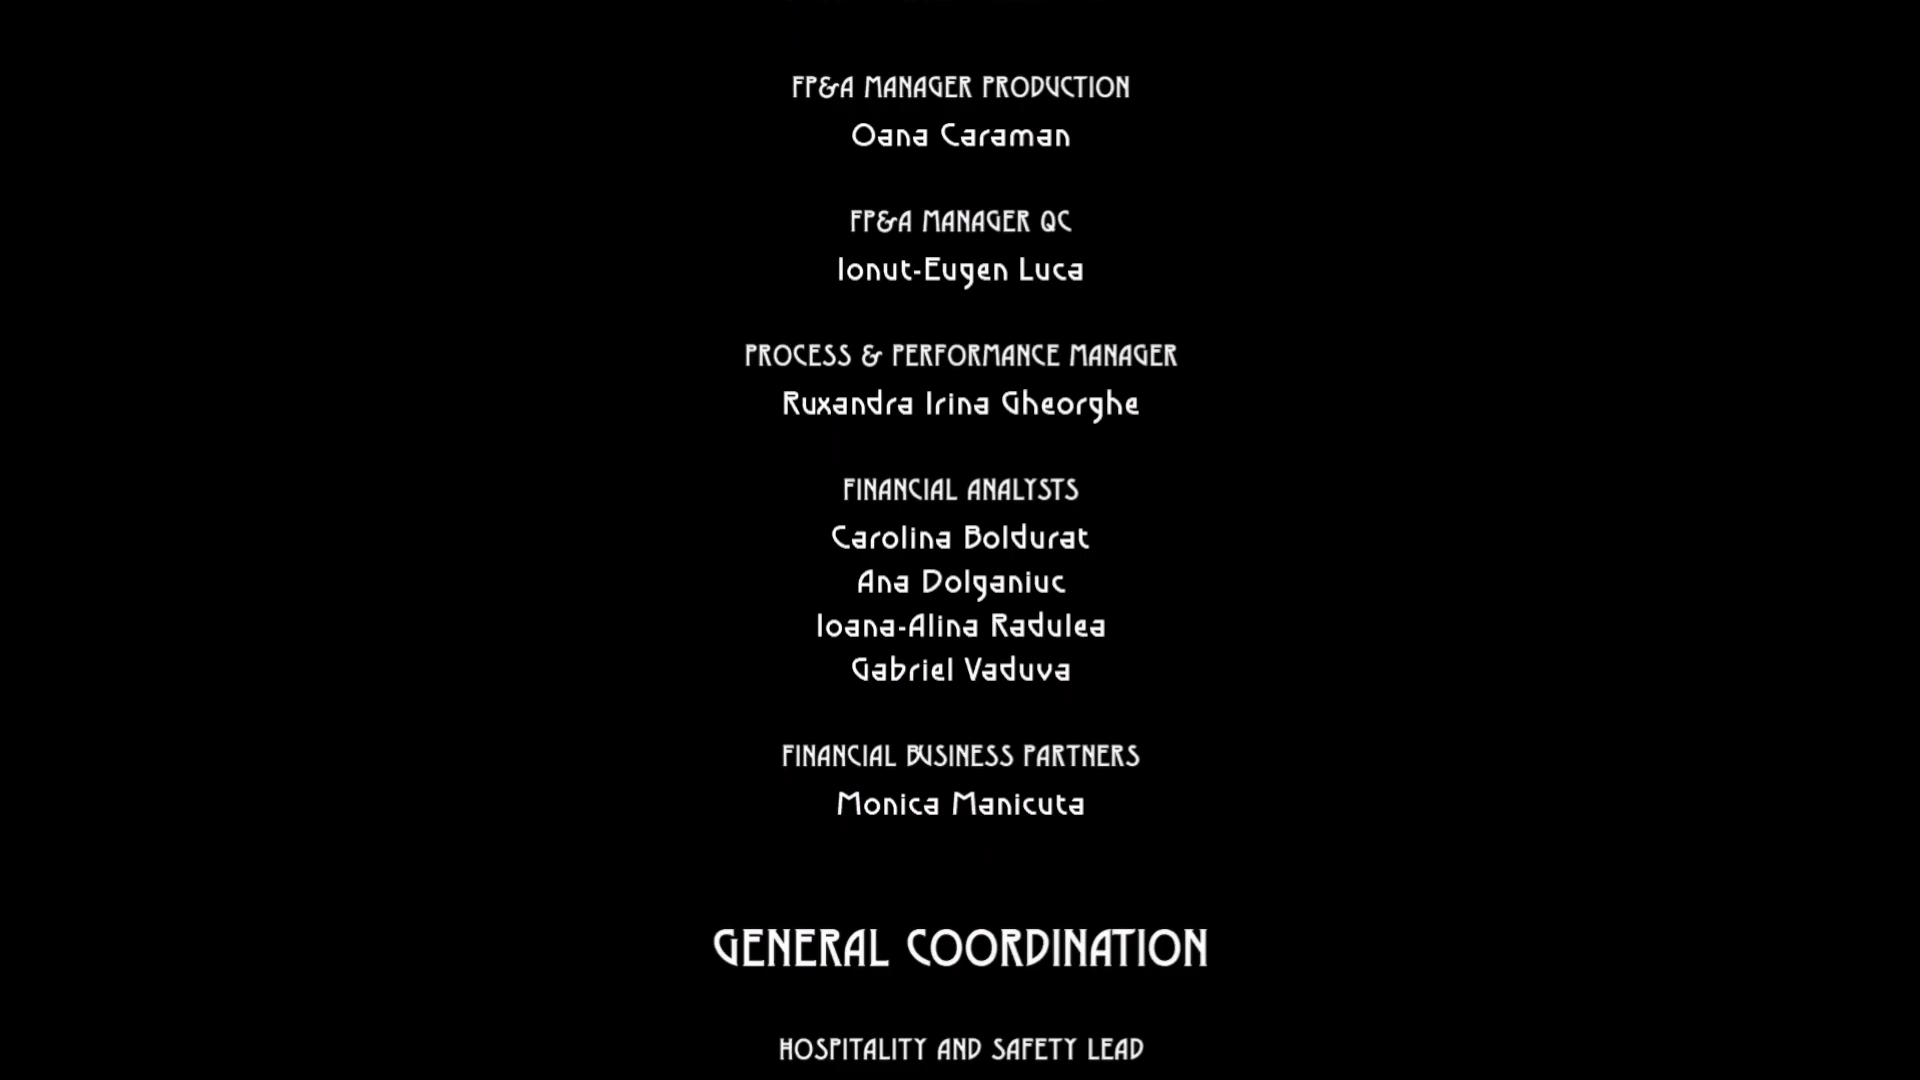 FP&A MANAGER PRODUCTION
Oana Caraman
FP&A MANAGER QC
Ionut-Eugen Luca
PROCESS & PERFORMANCE MANAGER
Ruxandra Irina Gheorghe
FINANCIAL ANALYSTS
Carolina Boldurat
Ana Dolganiuc
Ioana-Alina Radulea
Gabriel Vaduva
FINANCIAL BUSINESS PARTNERS
Monica Manicuta
GENERAL COORDINATION
HOSPITALITY AND SAFETY LEAD